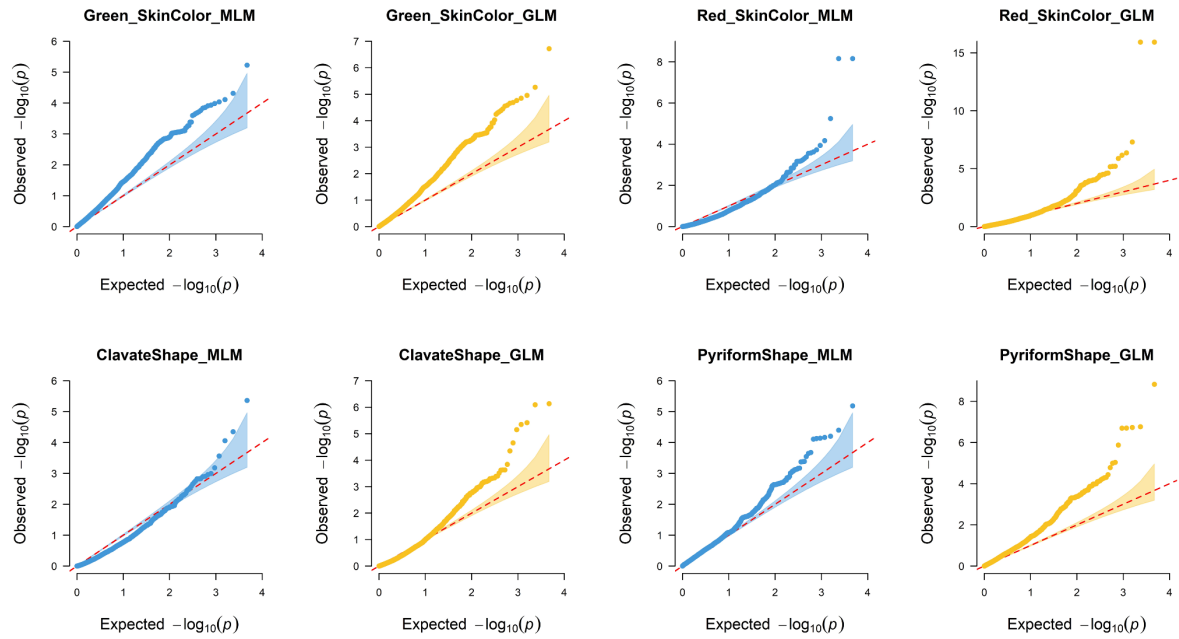 Green_SkinColor_MLM
Observed −log₁₀(p)
0 1 2 3 4 5 6
0 1 2 3 4
Expected −log₁₀(p)
Green_SkinColor_GLM
Observed −log₁₀(p)
0 1 2 3 4 5 6 7
0 1 2 3 4
Expected −log₁₀(p)
Red_SkinColor_MLM
Observed −log₁₀(p)
0 2 4 6 8
0 1 2 3 4
Expected −log₁₀(p)
Red_SkinColor_GLM
Observed −log₁₀(p)
0 5 10 15
0 1 2 3 4
Expected −log₁₀(p)
ClavateShape_MLM
Observed −log₁₀(p)
0 1 2 3 4 5 6
0 1 2 3 4
Expected −log₁₀(p)
ClavateShape_GLM
Observed −log₁₀(p)
0 1 2 3 4 5 6 7
0 1 2 3 4
Expected −log₁₀(p)
PyriformShape_MLM
Observed −log₁₀(p)
0 1 2 3 4 5 6
0 1 2 3 4
Expected −log₁₀(p)
PyriformShape_GLM
Observed −log₁₀(p)
0 2 4 6 8
0 1 2 3 4
Expected −log₁₀(p)